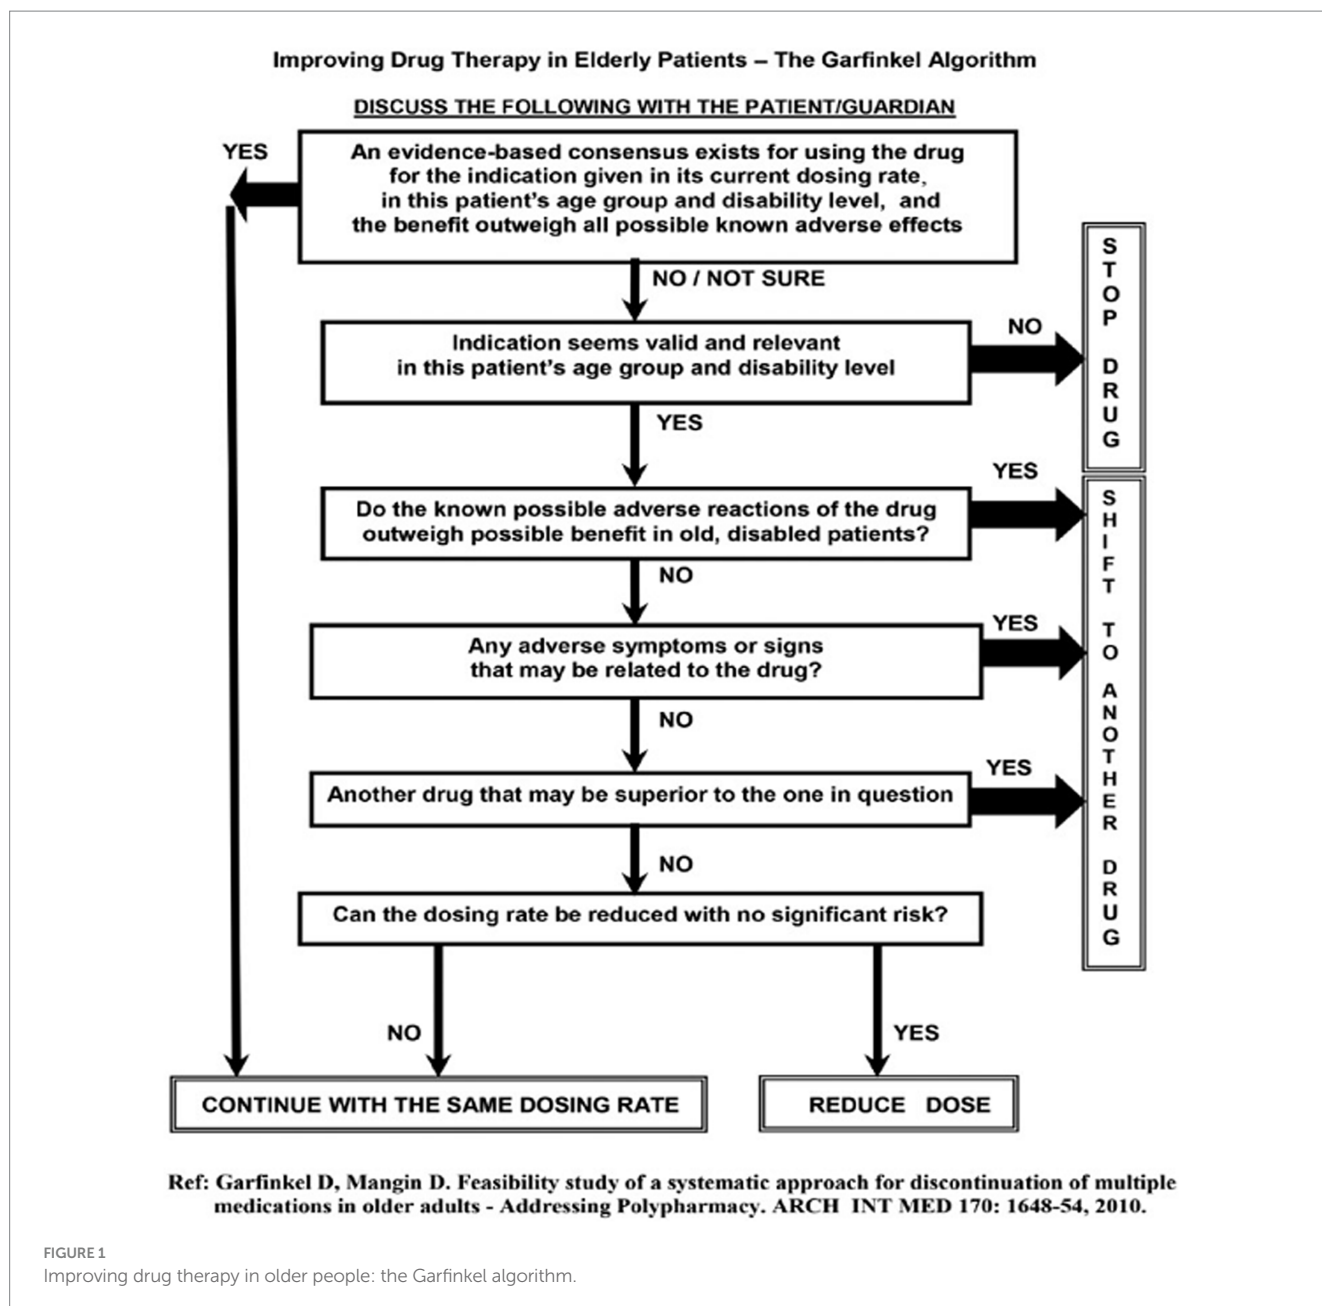 Improving Drug Therapy in Elderly Patients – The Garfinkel Algorithm
DISCUSS THE FOLLOWING WITH THE PATIENT/GUARDIAN
YES
An evidence-based consensus exists for using the drug
for the indication given in its current dosing rate,
in this patient's age group and disability level, and
the benefit outweigh all possible known adverse effects
NO / NOT SURE
Indication seems valid and relevant
in this patient's age group and disability level
NO
STOP DRUG
YES
Do the known possible adverse reactions of the drug
outweigh possible benefit in old, disabled patients?
YES
SHIFT TO ANOTHER DRUG
NO
Any adverse symptoms or signs
that may be related to the drug?
YES
NO
Another drug that may be superior to the one in question
YES
NO
Can the dosing rate be reduced with no significant risk?
NO
YES
CONTINUE WITH THE SAME DOSING RATE
REDUCE DOSE
Ref: Garfinkel D, Mangin D. Feasibility study of a systematic approach for discontinuation of multiple
medications in older adults - Addressing Polypharmacy. ARCH INT MED 170: 1648-54, 2010.
FIGURE 1
Improving drug therapy in older people: the Garfinkel algorithm.